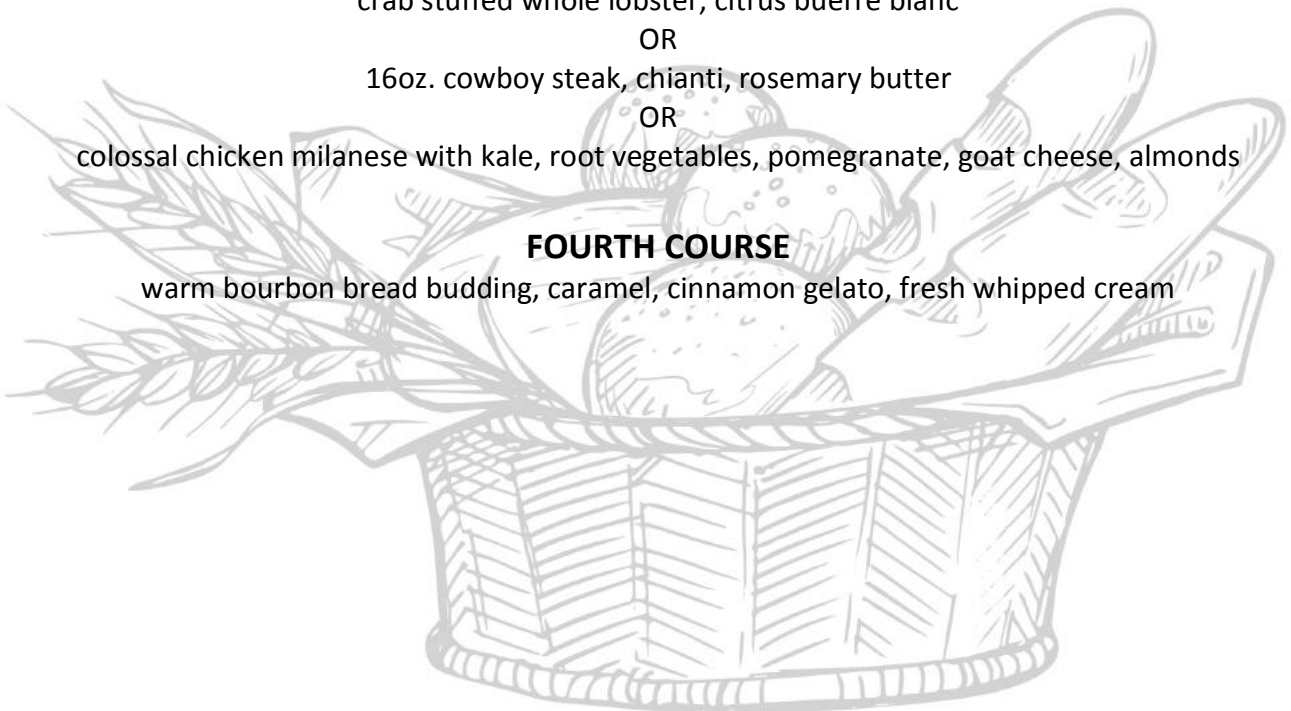 crab stuffed whole lobster, citrus buerre blanc
OR
16oz. cowboy steak, chianti, rosemary butter
OR
colossal chicken milanese with kale, root vegetables, pomegranate, goat cheese, almonds
FOURTH COURSE
warm bourbon bread budding, caramel, cinnamon gelato, fresh whipped cream